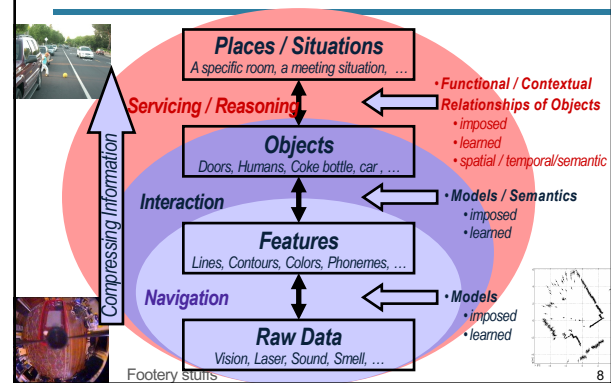 Places / Situations
A specific room, a meeting situation, …
Servicing / Reasoning
• Functional / Contextual
Relationships of Objects
• imposed
• learned
• spatial / temporal/semantic
Objects
Doors, Humans, Coke bottle, car , …
Interaction
• Models / Semantics
• imposed
• learned
Compressing Information
Features
Lines, Contours, Colors, Phonemes, …
Navigation
• Models
• imposed
• learned
Raw Data
Vision, Laser, Sound, Smell, …
Footery stuffs
8